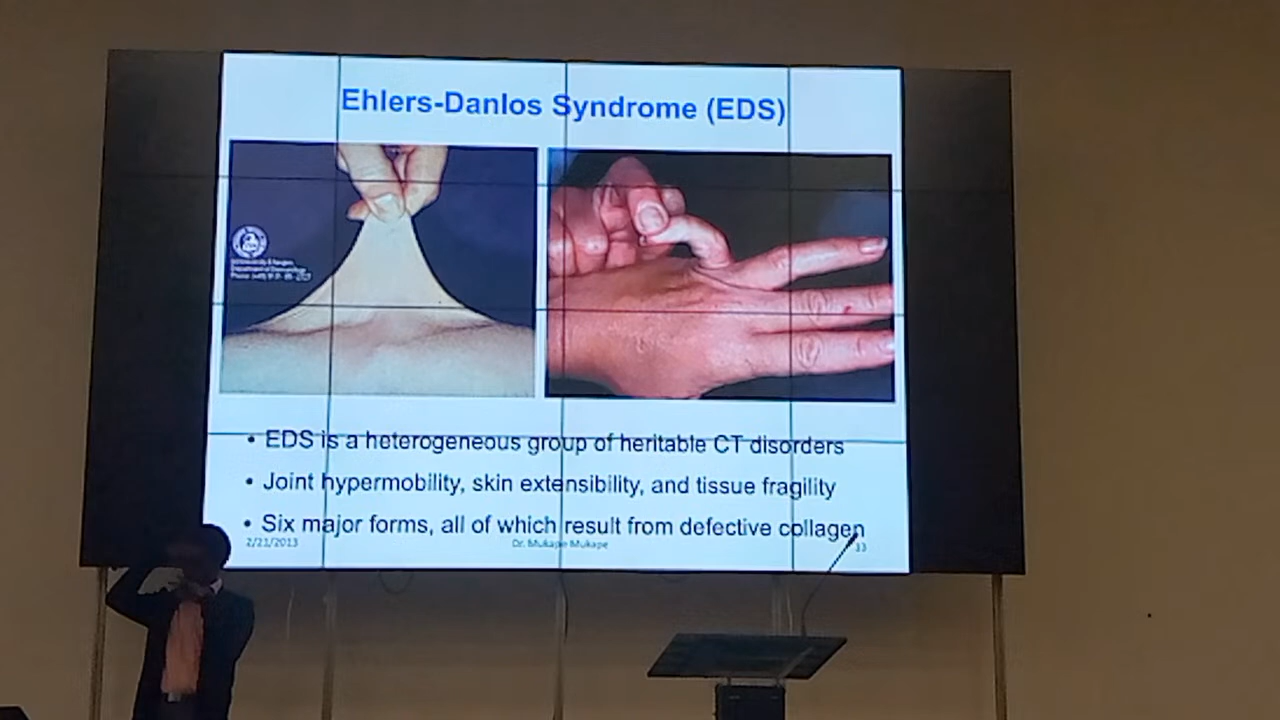 Ehlers-Danlos Syndrome (EDS)
• EDS is a heterogeneous group of heritable CT disorders
• Joint hypermobility, skin extensibility, and tissue fragility
• Six major forms, all of which result from defective collagen
2/21/2013
Dr. Mukape Mukape
33